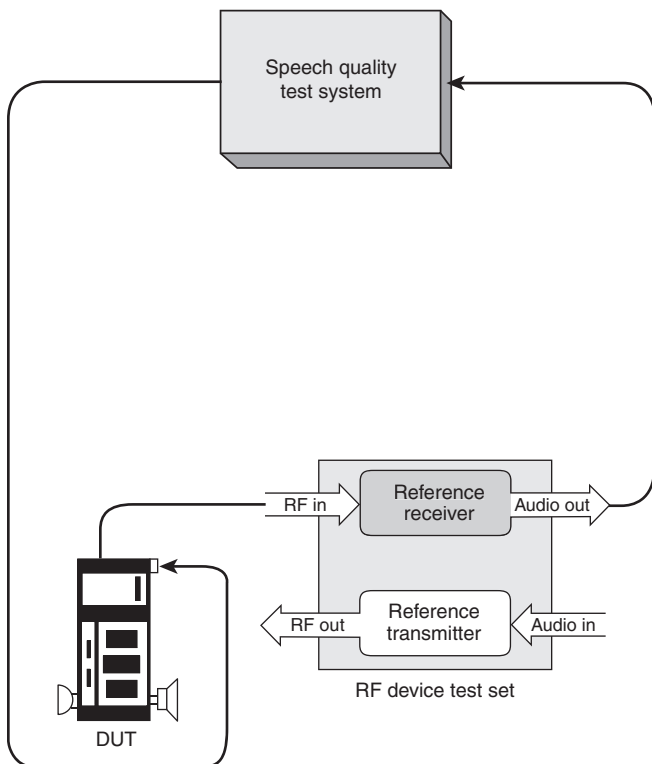 Speech quality
test system
RF in
Reference
receiver
Audio out
RF out
Reference
transmitter
Audio in
RF device test set
DUT